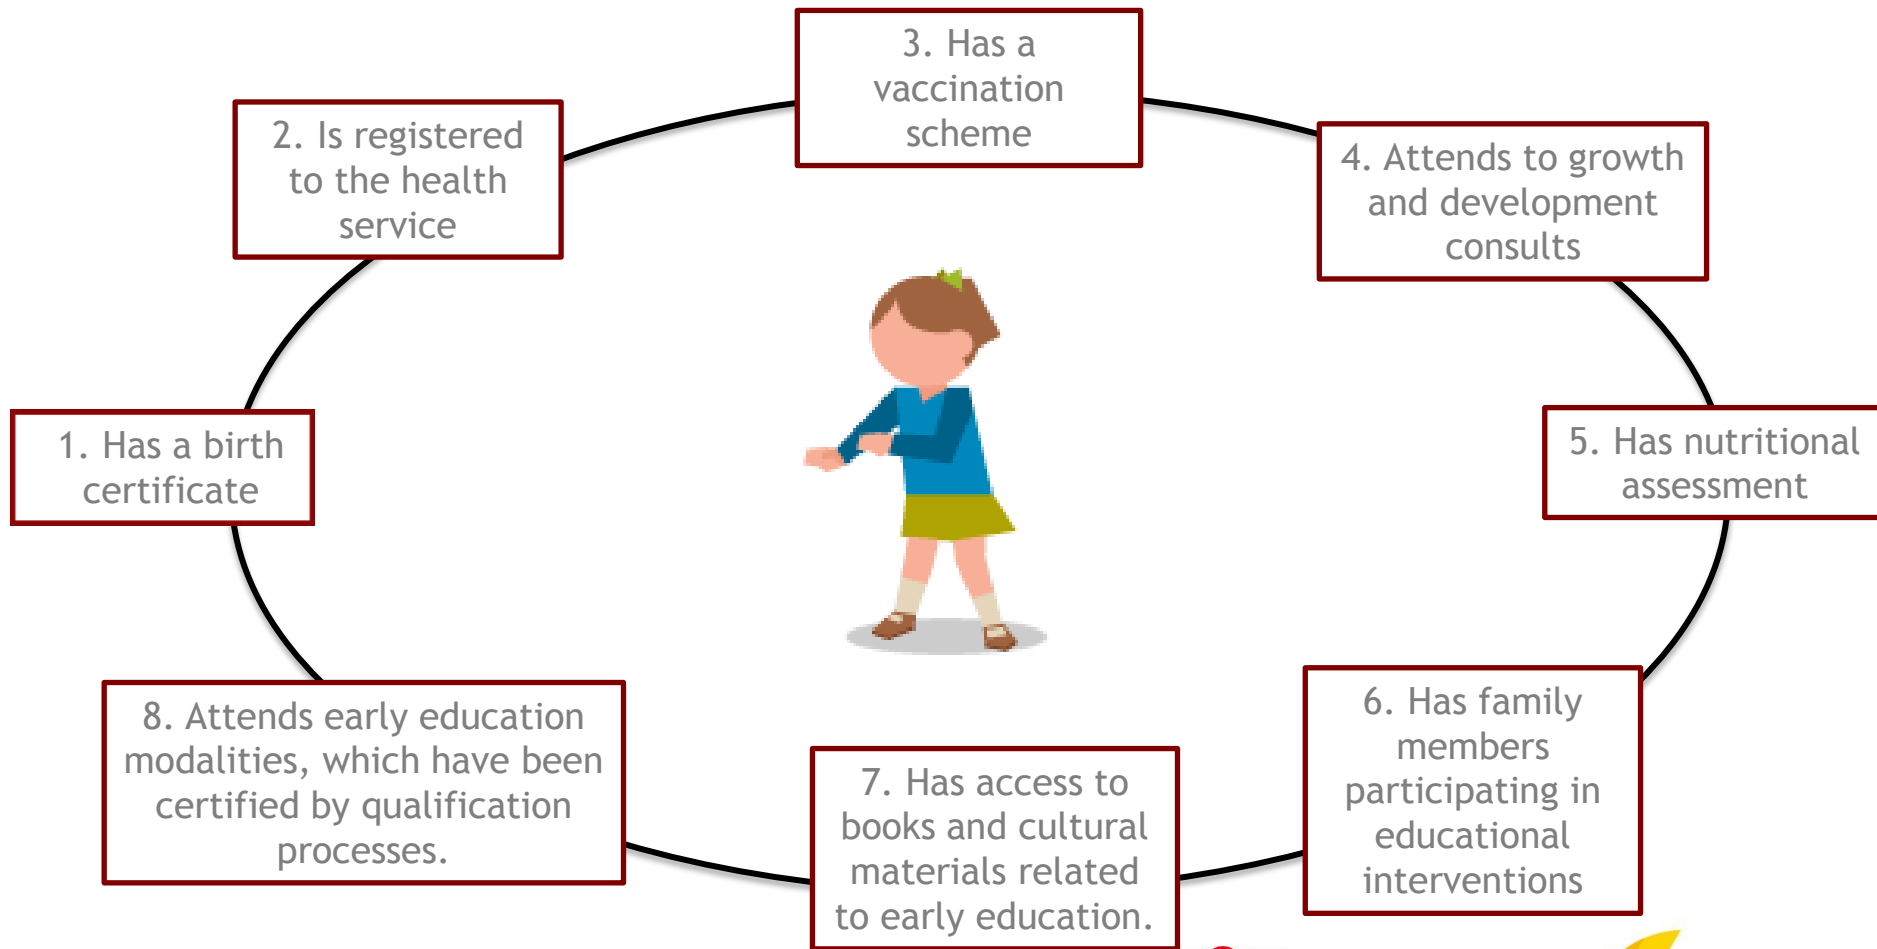 1. Has a birth
certificate
2. Is registered
to the health
service
3. Has a
vaccination
scheme
4. Attends to growth
and development
consults
5. Has nutritional
assessment
6. Has family
members
participating in
educational
interventions
7. Has access to
books and cultural
materials related
to early education.
8. Attends early education
modalities, which have been
certified by qualification
processes.